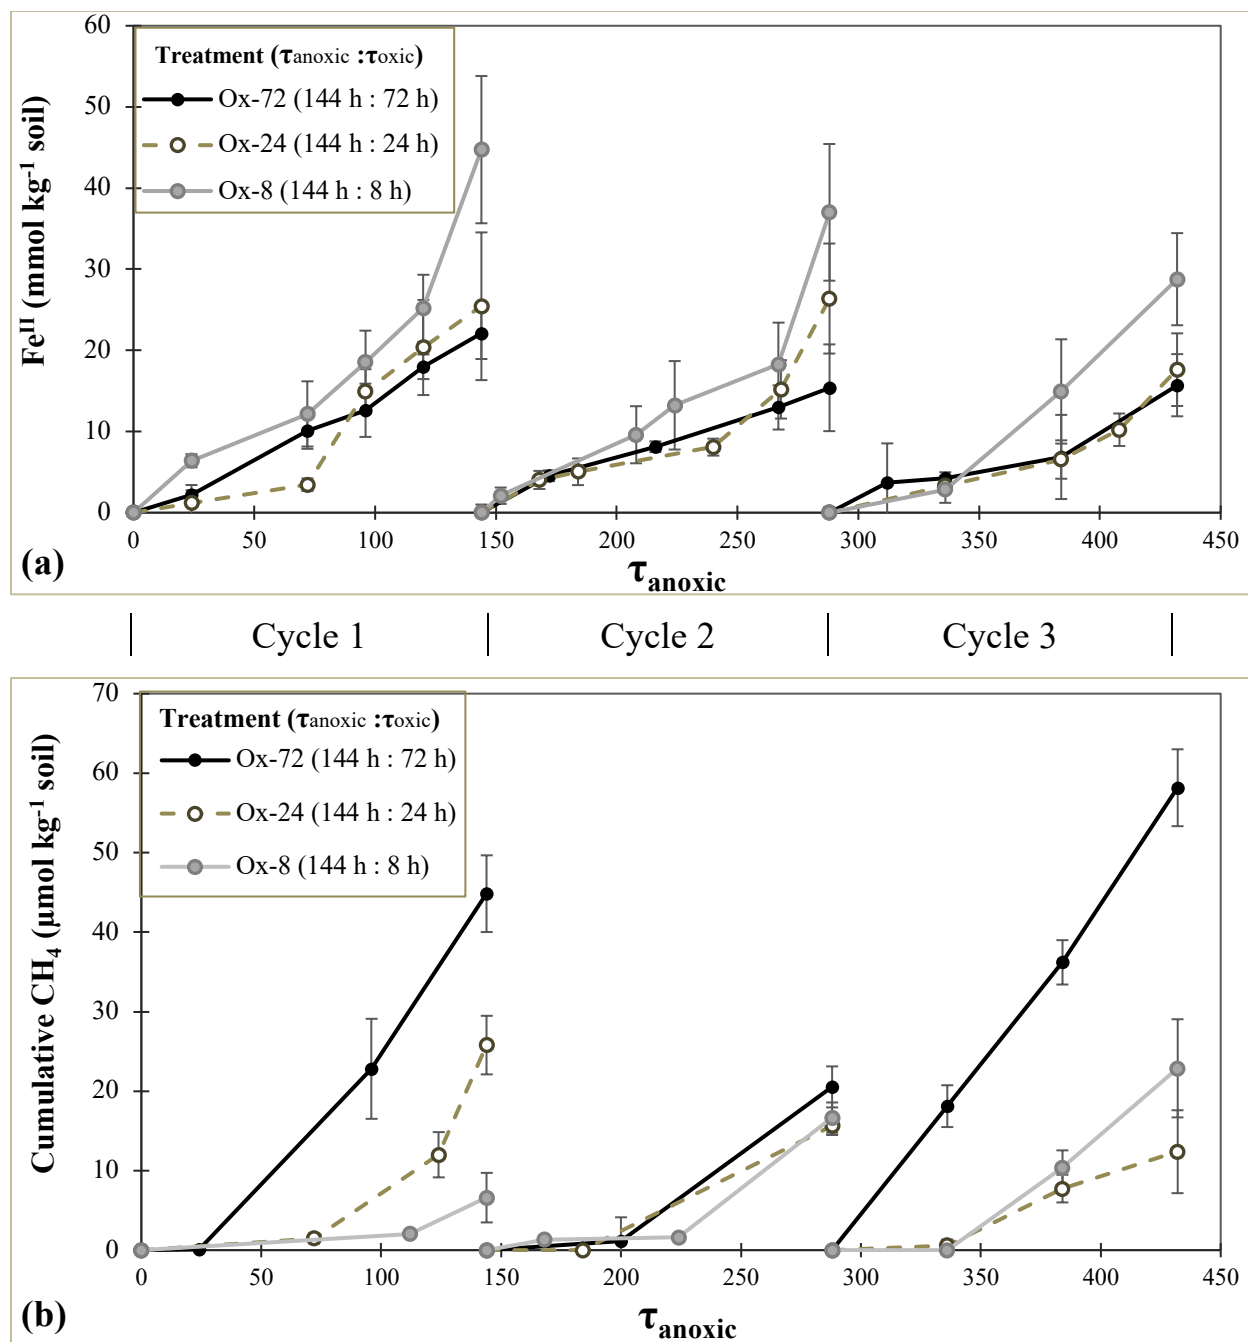 Treatment (τanoxic :τoxic)
Ox-72 (144 h : 72 h)
Ox-24 (144 h : 24 h)
Ox-8 (144 h : 8 h)
Fe^II (mmol kg⁻¹ soil)
60
50
40
30
20
10
0
0 50 100 150 200 250 300 350 400 450
τanoxic
(a)
Cycle 1 Cycle 2 Cycle 3
Treatment (τanoxic :τoxic)
Ox-72 (144 h : 72 h)
Ox-24 (144 h : 24 h)
Ox-8 (144 h : 8 h)
Cumulative CH₄ (µmol kg⁻¹ soil)
70
60
50
40
30
20
10
0
0 50 100 150 200 250 300 350 400 450
τanoxic
(b)